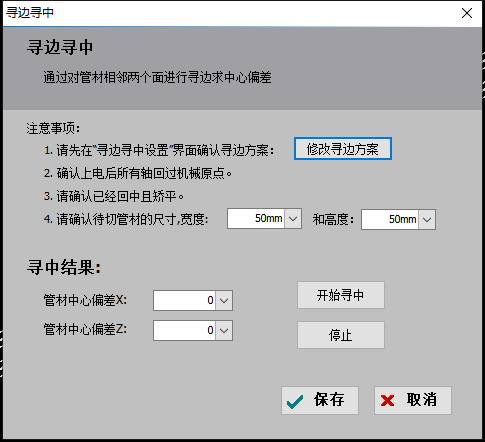 寻边寻中
寻边寻中
通过对管材相邻两个面进行寻边求中心偏差
注意事项:
1. 请先在“寻边寻中设置”界面确认寻边方案: 修改寻边方案
2. 确认上电后所有轴回过机械原点。
3. 请确认已经回中且矫平。
4. 请确认待切管材的尺寸,宽度: 50mm 和高度: 50mm
寻中结果:
管材中心偏差X: 0 开始寻中
管材中心偏差Z: 0 停止
保存 取消